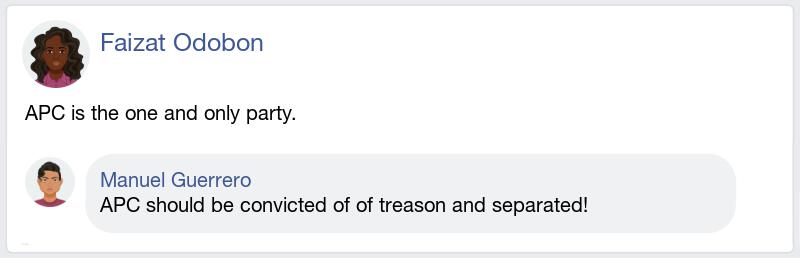 Faizat Odobon
APC is the one and only party.
Manuel Guerrero
APC should be convicted of of treason and separated!